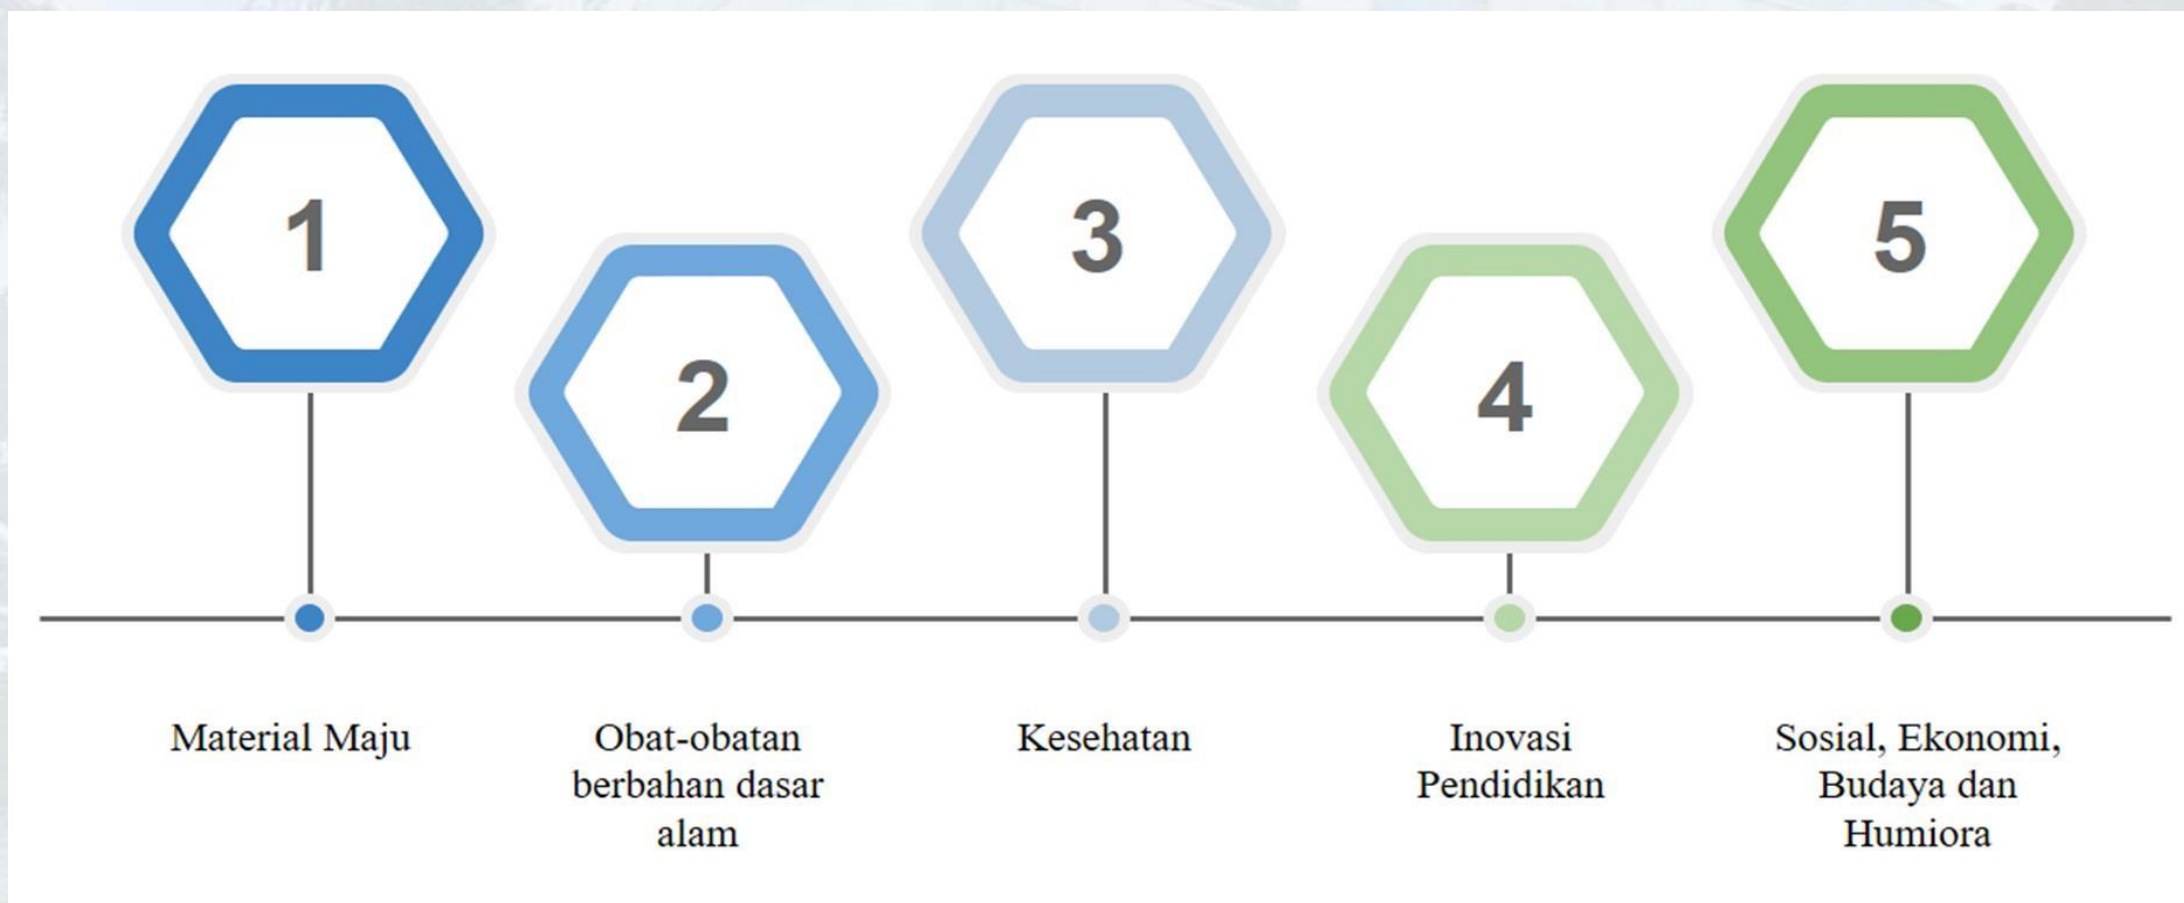 1
2
3
4
5
Material Maju
Obat-obatan
berbahan dasar
alam
Kesehatan
Inovasi
Pendidikan
Sosial, Ekonomi,
Budaya dan
Humiora